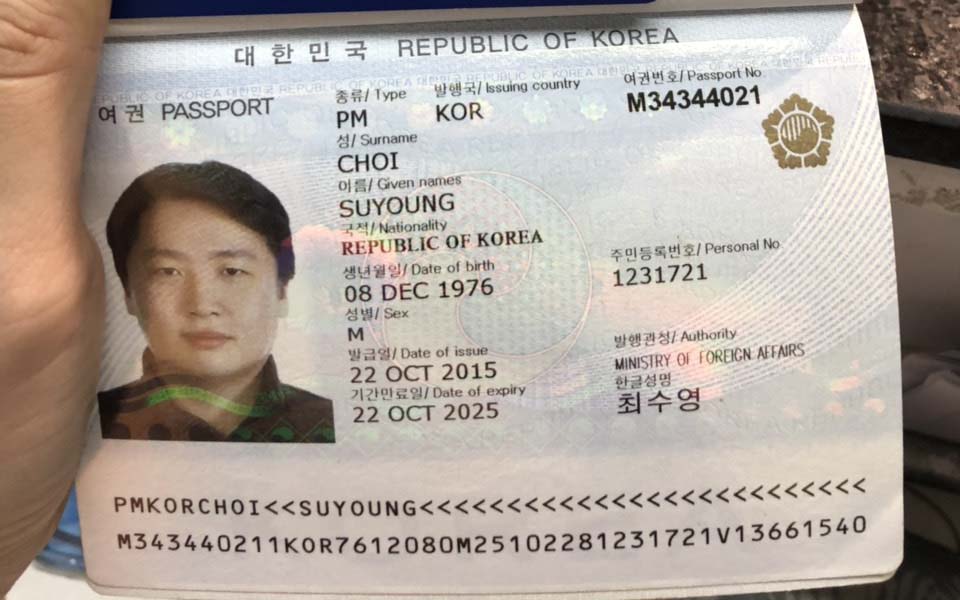 대한민국 REPUBLIC OF KOREA
여권 PASSPORT
종류/ Type
발행국/ Issuing country
여권번호/ Passport No.
PM
KOR
M34344021
성/ Surname
CHOI
이름/ Given names
SUYOUNG
국적/ Nationality
REPUBLIC OF KOREA
생년월일/ Date of birth
주민등록번호/ Personal No.
08 DEC 1976
1231721
성별/ Sex
M
발행관청/ Authority
발급일/ Date of issue
MINISTRY OF FOREIGN AFFAIRS
22 OCT 2015
한글성명
기간만료일/ Date of expiry
최수영
22 OCT 2025
PMKORCHOI<<SUYOUNG<<<<<<<<<<<<<<<<<<<<<<<<<<
M343440211KOR7612080M25102281231721V13661540